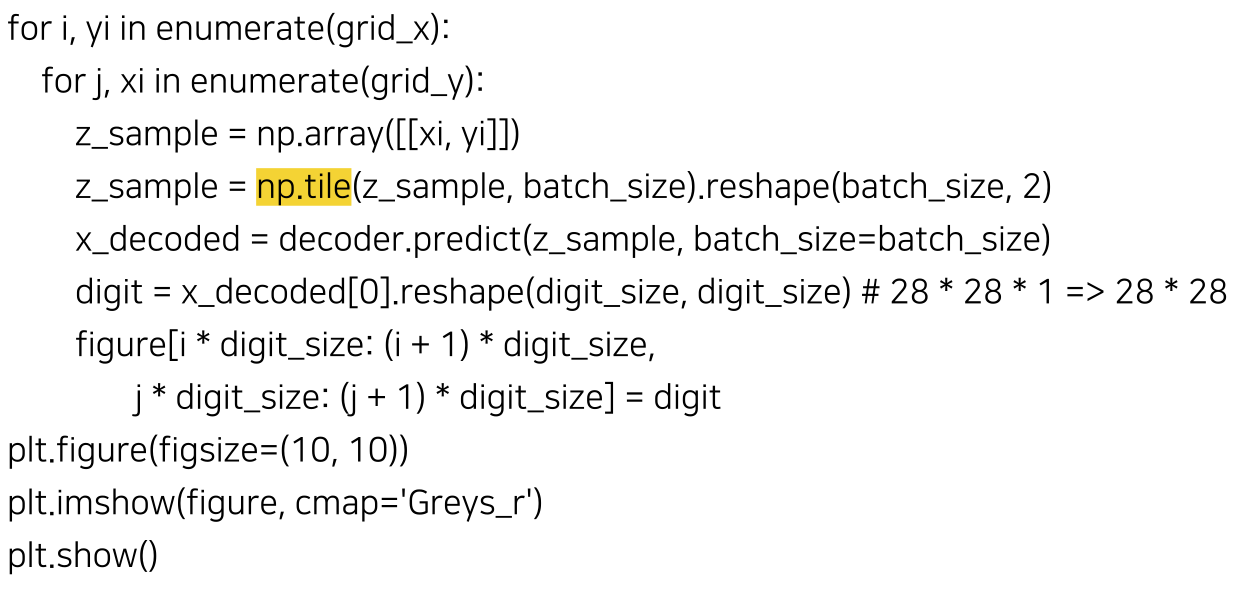 for i, yi in enumerate(grid_x):
for j, xi in enumerate(grid_y):
z_sample = np.array([[xi, yi]])
z_sample = np.tile(z_sample, batch_size).reshape(batch_size, 2)
x_decoded = decoder.predict(z_sample, batch_size=batch_size)
digit = x_decoded[0].reshape(digit_size, digit_size) # 28 * 28 * 1 => 28 * 28
figure[i * digit_size: (i + 1) * digit_size,
j * digit_size: (j + 1) * digit_size] = digit
plt.figure(figsize=(10, 10))
plt.imshow(figure, cmap='Greys_r')
plt.show()